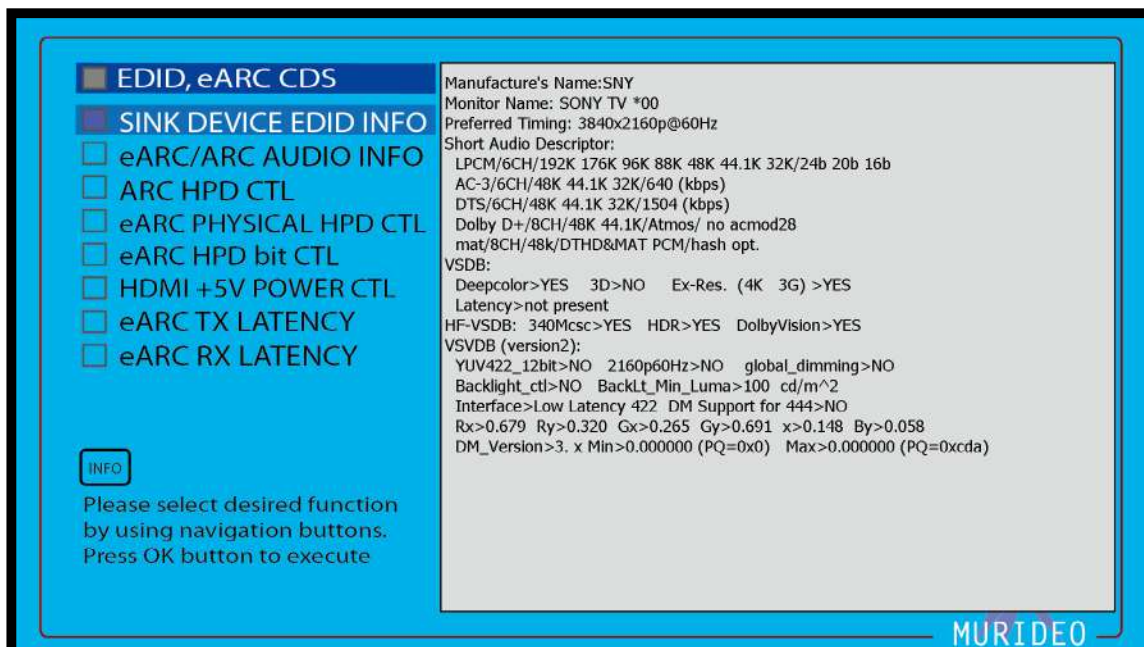 EDID, eARC CDS
SINK DEVICE EDID INFO
eARC/ARC AUDIO INFO
ARC HPD CTL
eARC PHYSICAL HPD CTL
eARC HPD bit CTL
HDMI +5V POWER CTL
eARC TX LATENCY
eARC RX LATENCY
INFO
Please select desired function
by using navigation buttons.
Press OK button to execute
Manufacture's Name:SNY
Monitor Name: SONY TV *00
Preferred Timing: 3840x2160p@60Hz
Short Audio Descriptor:
LPCM/6CH/192K 176K 96K 88K 48K 44.1K 32K/24b 20b 16b
AC-3/6CH/48K 44.1K 32K/640 (kbps)
DTS/6CH/48K 44.1K 32K/1504 (kbps)
Dolby D+/8CH/48K 44.1K/Atmos/ no acmod28
mat/8CH/48k/DTHD&MAT PCM/hash opt.
VSDB:
Deepcolor>YES 3D>NO Ex-Res. (4K 3G) >YES
Latency>not present
HF-VSDB: 340Mcsc>YES HDR>YES DolbyVision>YES
VSVDB (version2):
YUV422_12bit>NO 2160p60Hz>NO global_dimming>NO
Backlight_ctl>NO BackLt_Min_Luma>100 cd/m^2
Interface>Low Latency 422 DM Support for 444>NO
Rx>0.679 Ry>0.320 Gx>0.265 Gy>0.691 x>0.148 By>0.058
DM_Version>3. x Min>0.000000 (PQ=0x0) Max>0.000000 (PQ=0xcda)
MURIDEO